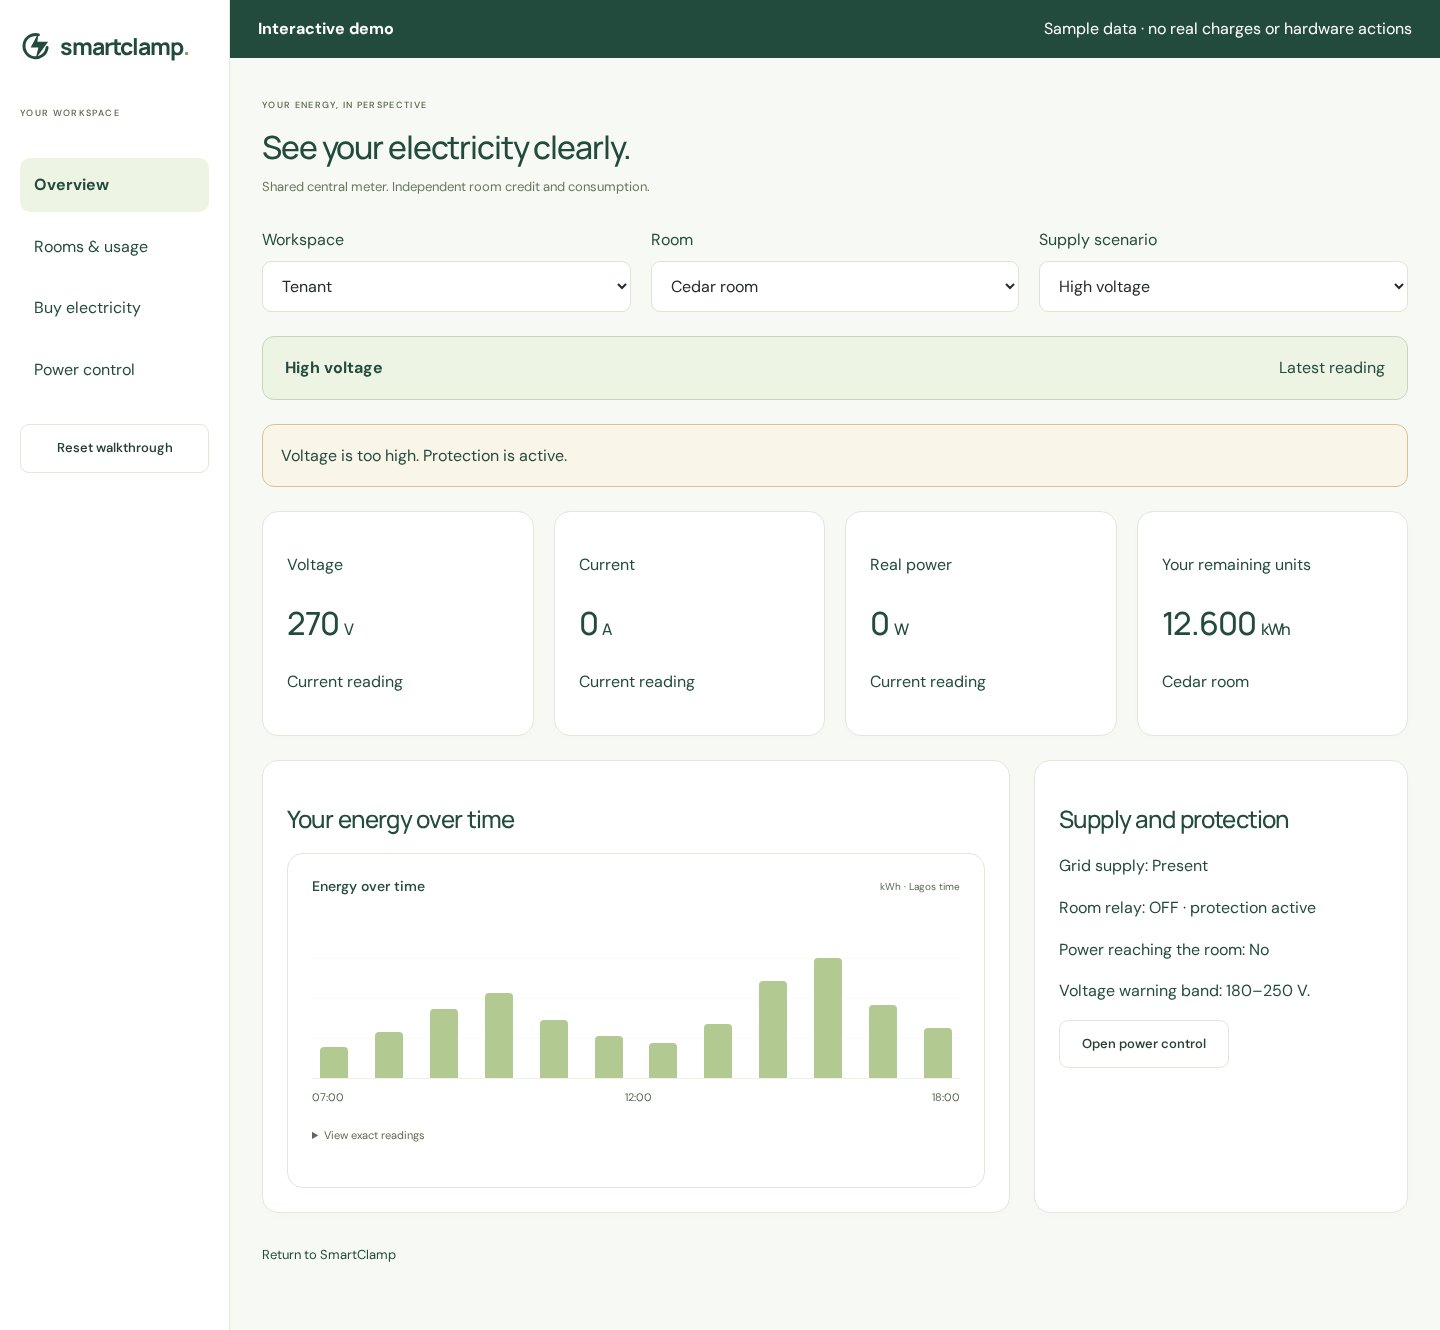 smartclamp.
YOUR WORKSPACE
Overview
Rooms & usage
Buy electricity
Power control
Reset walkthrough
Interactive demo
Sample data · no real charges or hardware actions
YOUR ENERGY, IN PERSPECTIVE
See your electricity clearly.
Shared central meter. Independent room credit and consumption.
Workspace
Tenant
Room
Cedar room
Supply scenario
High voltage
High voltage
Latest reading
Voltage is too high. Protection is active.
Voltage
270 V
Current reading
Current
0 A
Current reading
Real power
0 W
Current reading
Your remaining units
12.600 kWh
Cedar room
Your energy over time
Energy over time
kWh · Lagos time
07:00
12:00
18:00
View exact readings
Supply and protection
Grid supply: Present
Room relay: OFF · protection active
Power reaching the room: No
Voltage warning band: 180–250 V.
Open power control
Return to SmartClamp